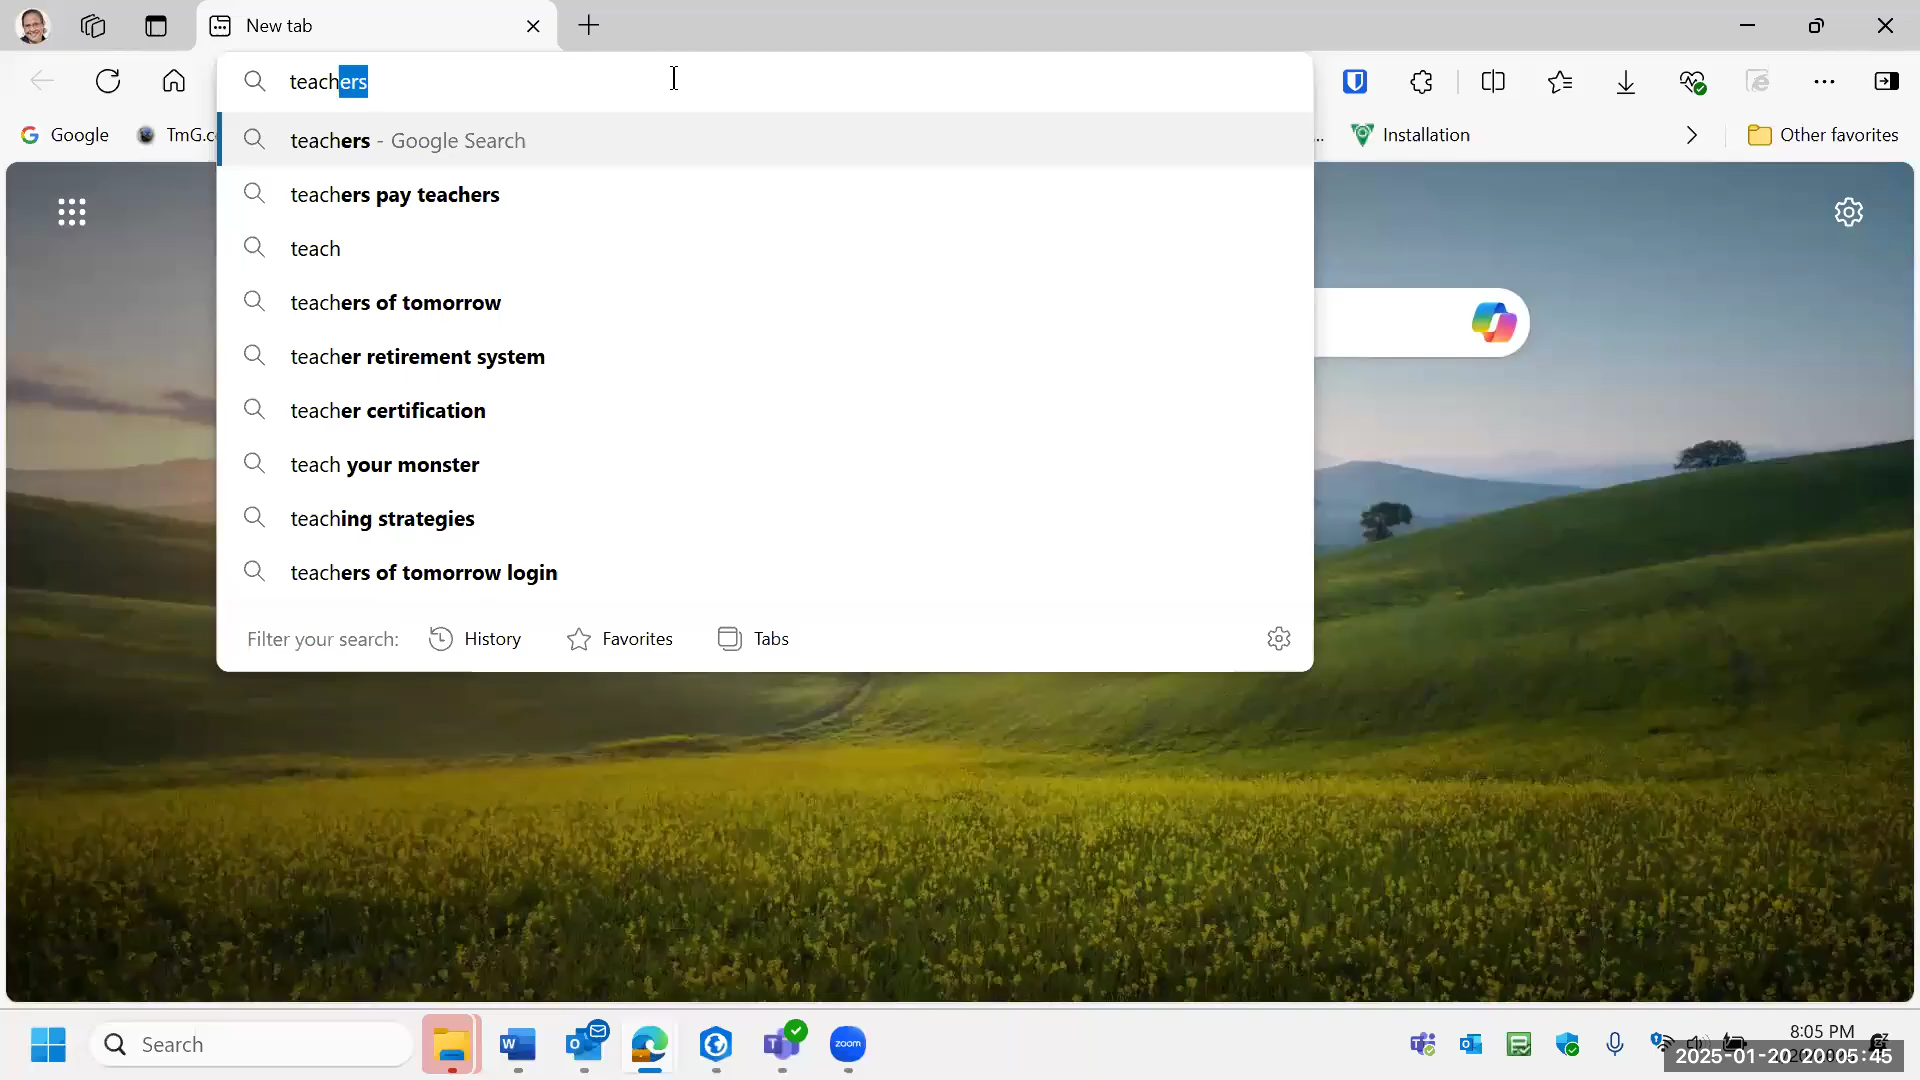 New tab
teachers
Google
TmG.c
...
Installation
Other favorites
teachers - Google Search
teachers pay teachers
teach
teachers of tomorrow
teacher retirement system
teacher certification
teach your monster
teaching strategies
teachers of tomorrow login
Filter your search:
History
Favorites
Tabs
Search
zoom
8:05 PM
2025-01-20 20:05:45